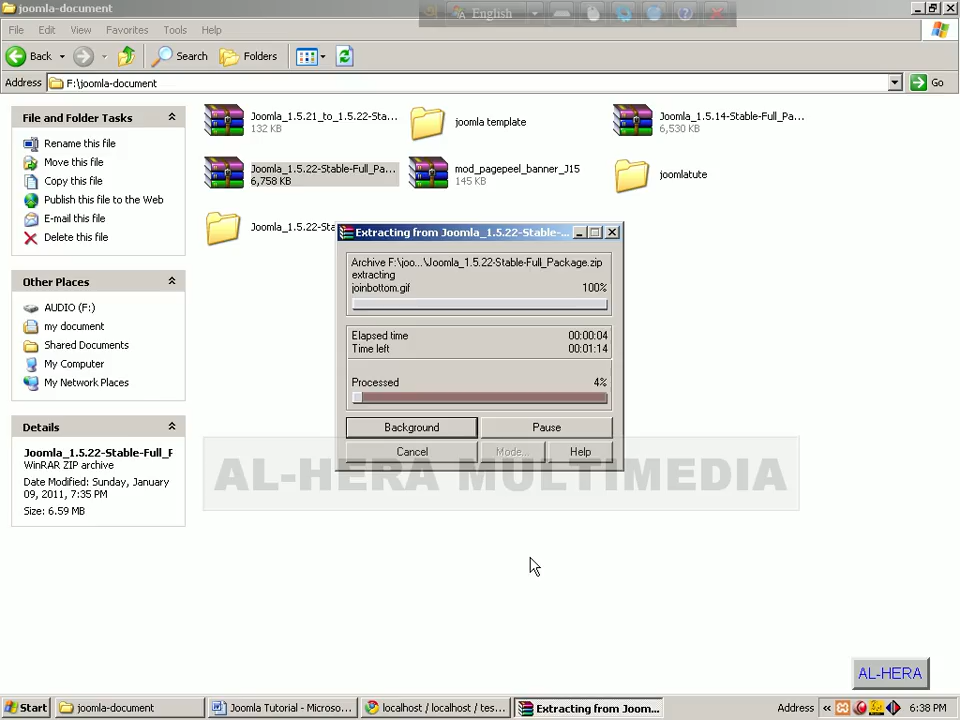 joomla-document
English
File Edit View Favorites Tools Help
Back Search Folders
Address F:\joomla-document Go
File and Folder Tasks
Rename this file
Move this file
Copy this file
Publish this file to the Web
E-mail this file
Delete this file
Other Places
AUDIO (F:)
my document
Shared Documents
My Computer
My Network Places
Details
Joomla_1.5.22-Stable-Full_P
WinRAR ZIP archive
Date Modified: Sunday, January
09, 2011, 7:35 PM
Size: 6.59 MB
Joomla_1.5.21_to_1.5.22-Sta...
132 KB
joomla template
Joomla_1.5.14-Stable-Full_Pa...
6,530 KB
Joomla_1.5.22-Stable-Full_Pa...
6,758 KB
mod_pagepeel_banner_J15
145 KB
joomlatute
Joomla_1.5.22-Sta
Extracting from Joomla_1.5.22-Stable-...
Archive F:\joo...\Joomla_1.5.22-Stable-Full_Package.zip
extracting
joinbottom.gif 100%
Elapsed time 00:00:04
Time left 00:01:14
Processed 4%
Background Pause
Cancel Mode... Help
AL-HERA MULTIMEDIA
AL-HERA
Start joomla-document Joomla Tutorial - Microso... localhost / localhost / tes... Extracting from Joom... Address « 6:38 PM